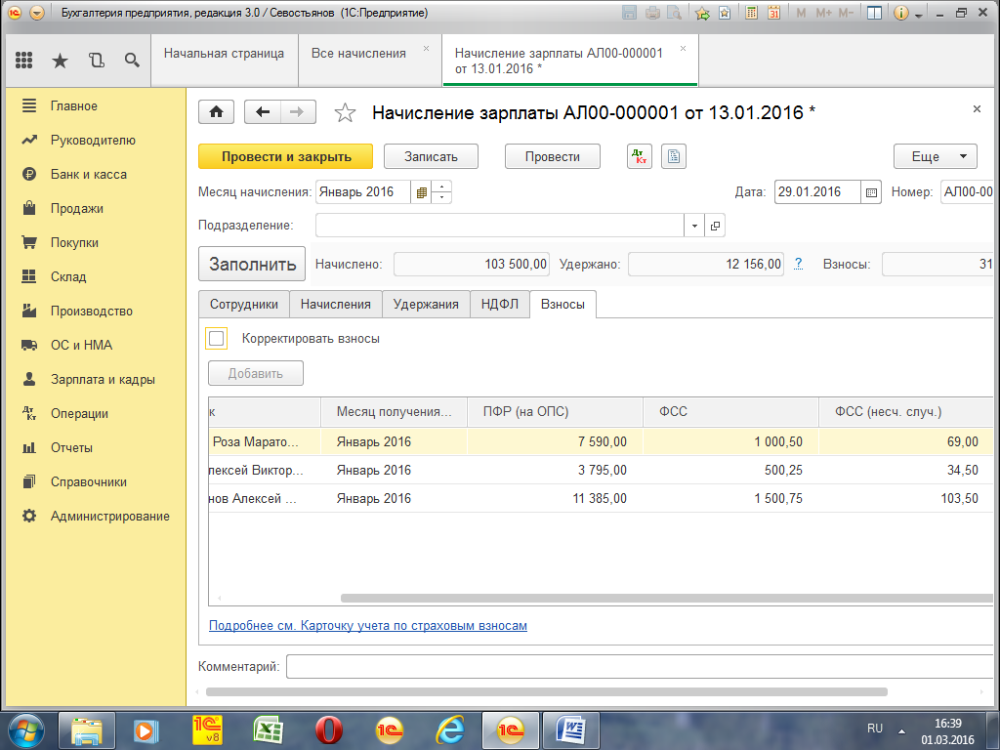 Бухгалтерия предприятия, редакция 3.0 / Севостьянов (1С:Предприятие)
M M+ M-
Начальная страница
Все начисления
Начисление зарплаты АЛ00-000001
от 13.01.2016 *
Главное
Руководителю
Банк и касса
Продажи
Покупки
Склад
Производство
ОС и НМА
Зарплата и кадры
Операции
Отчеты
Справочники
Администрирование
Начисление зарплаты АЛ00-000001 от 13.01.2016 *
Провести и закрыть Записать Провести Дт Кт Еще
Месяц начисления: Январь 2016 Дата: 29.01.2016 Номер: АЛ00-00
Подразделение:
Заполнить Начислено: 103 500,00 Удержано: 12 156,00 ? Взносы: 31
Сотрудники Начисления Удержания НДФЛ Взносы
Корректировать взносы
Добавить
к Месяц получения... ПФР (на ОПС) ФСС ФСС (несч. случ.)
Роза Марато... Январь 2016 7 590,00 1 000,50 69,00
лексей Виктор... Январь 2016 3 795,00 500,25 34,50
нов Алексей ... Январь 2016 11 385,00 1 500,75 103,50
Подробнее см. Карточку учета по страховым взносам
Комментарий:
RU
16:39
01.03.2016